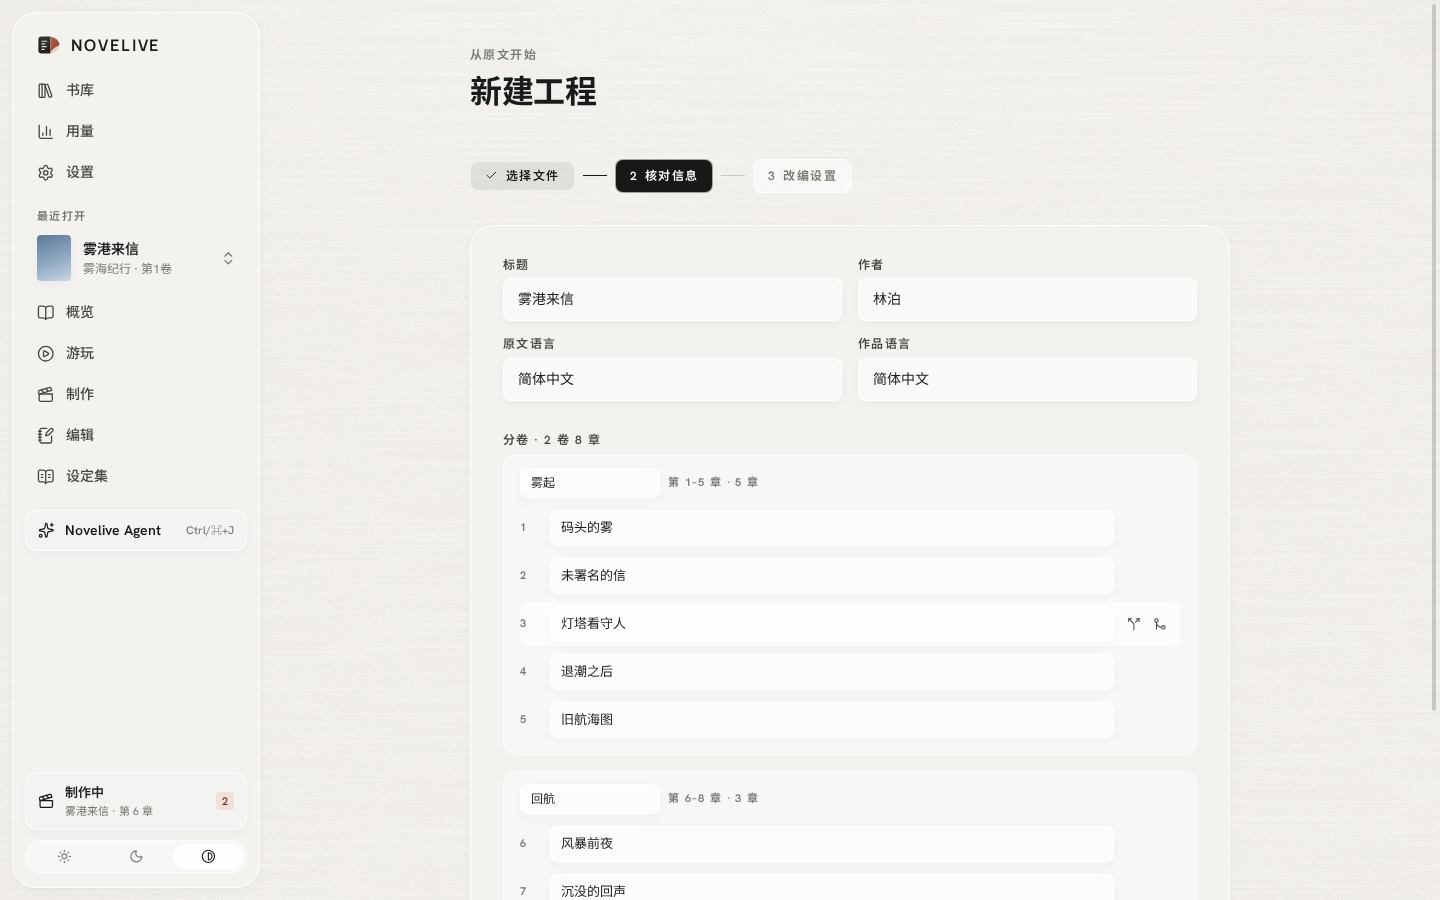 NOVELIVE
书库
用量
设置
最近打开
雾港来信
雾海纪行 · 第1卷
概览
游玩
制作
编辑
设定集
Novelive Agent Ctrl/⌘+J
制作中
雾港来信 · 第 6 章
2
从原文开始
新建工程
选择文件
2 核对信息
3 改编设置
标题
雾港来信
作者
林泊
原文语言
简体中文
作品语言
简体中文
分卷 · 2 卷 8 章
雾起
第 1-5 章 · 5 章
1 码头的雾
2 未署名的信
3 灯塔看守人
4 退潮之后
5 旧航海图
回航
第 6-8 章 · 3 章
6 风暴前夜
7 沉没的回声